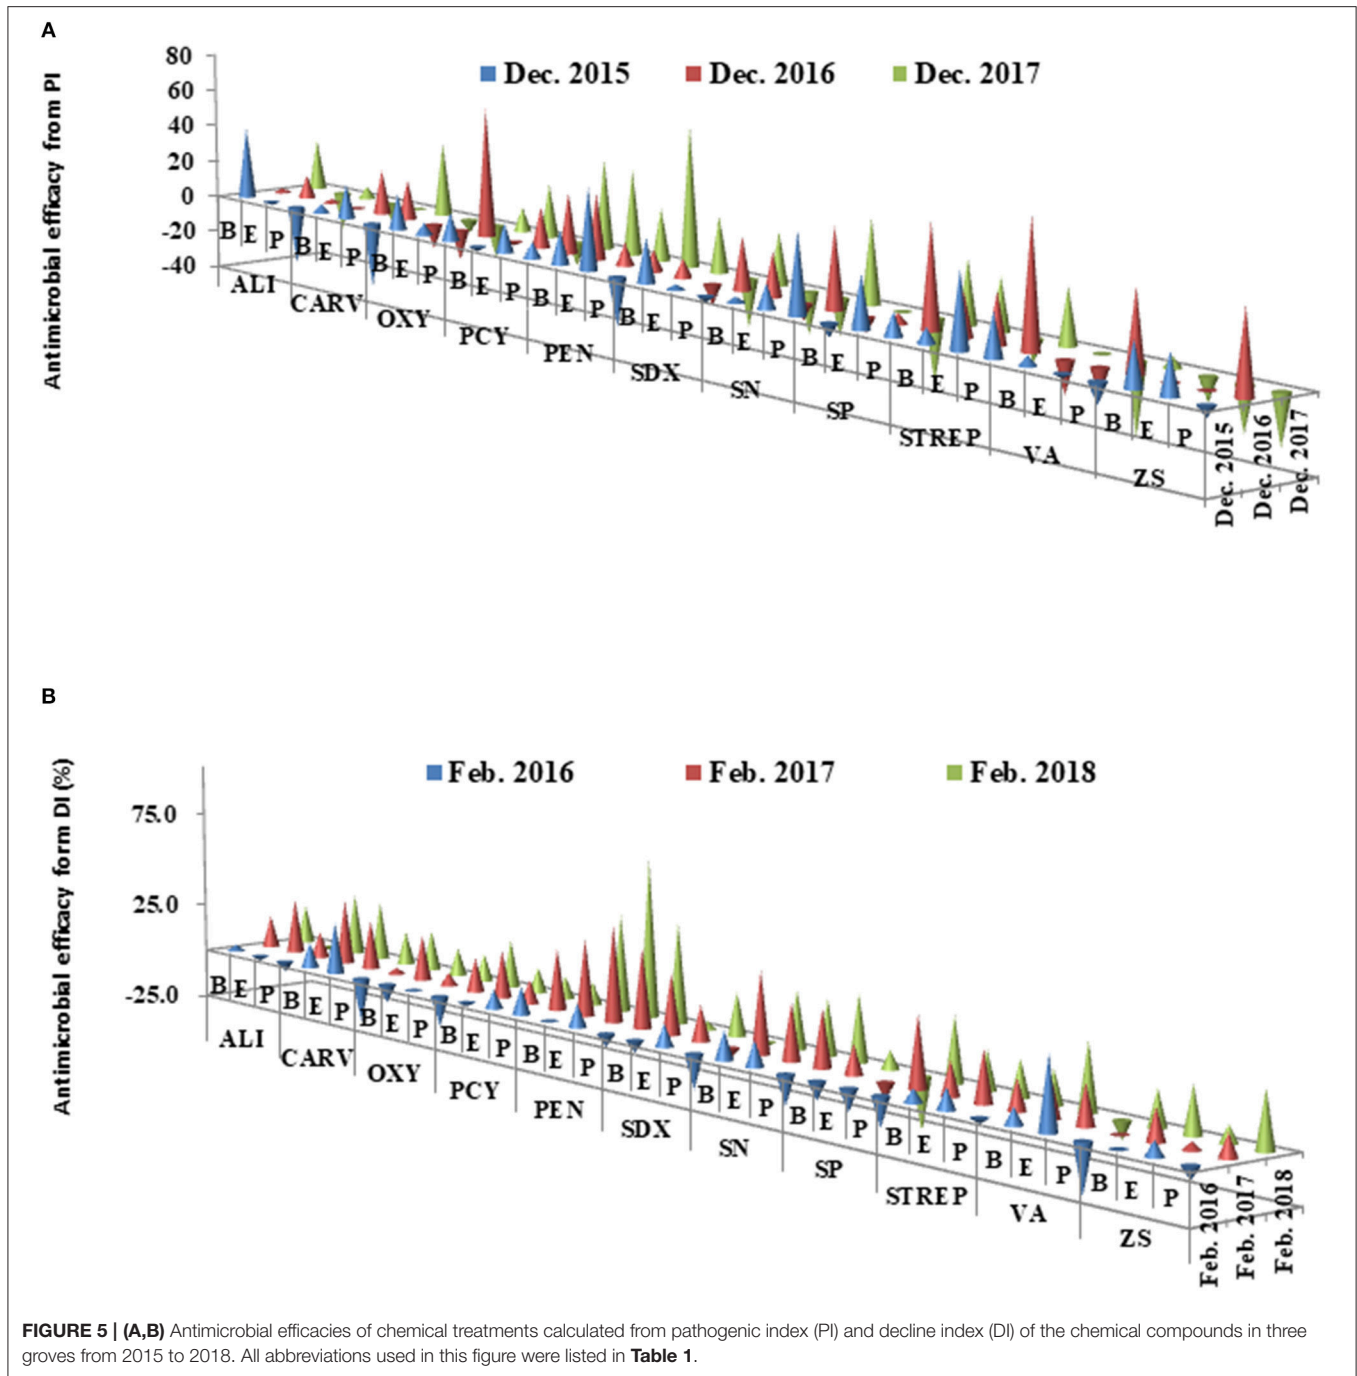 A
Antimicrobial efficacy from PI
Dec. 2015 Dec. 2016 Dec. 2017
80
60
40
20
0
-20
-40
B E P B E P B E P B E P B E P B E P B E P B E P B E P B E P B E P
ALI CARV OXY PCY PEN SDX SN SP STREP VA ZS
Dec. 2015
Dec. 2016
Dec. 2017
B
Antimicrobial efficacy form DI (%)
Feb. 2016 Feb. 2017 Feb. 2018
75.0
25.0
-25.0
B E P B E P B E P B E P B E P B E P B E P B E P B E P B E P B E P
ALI CARV OXY PCY PEN SDX SN SP STREP VA ZS
Feb. 2016
Feb. 2017
Feb. 2018
FIGURE 5 | (A,B) Antimicrobial efficacies of chemical treatments calculated from pathogenic index (PI) and decline index (DI) of the chemical compounds in three
groves from 2015 to 2018. All abbreviations used in this figure were listed in Table 1.